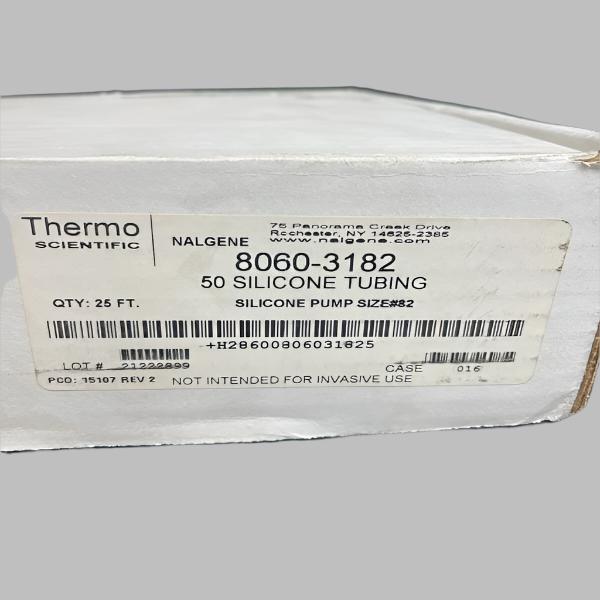 Thermo
SCIENTIFIC
NALGENE
75 Panorama Creek Drive
Rochester, NY 14625-2385
www.nalgene.com
8060-3182
50 SILICONE TUBING
QTY: 25 FT.
SILICONE PUMP SIZE#82
+H28600806031825
LOT # 21222899
CASE 016
PCO: 15107 REV 2
NOT INTENDED FOR INVASIVE USE